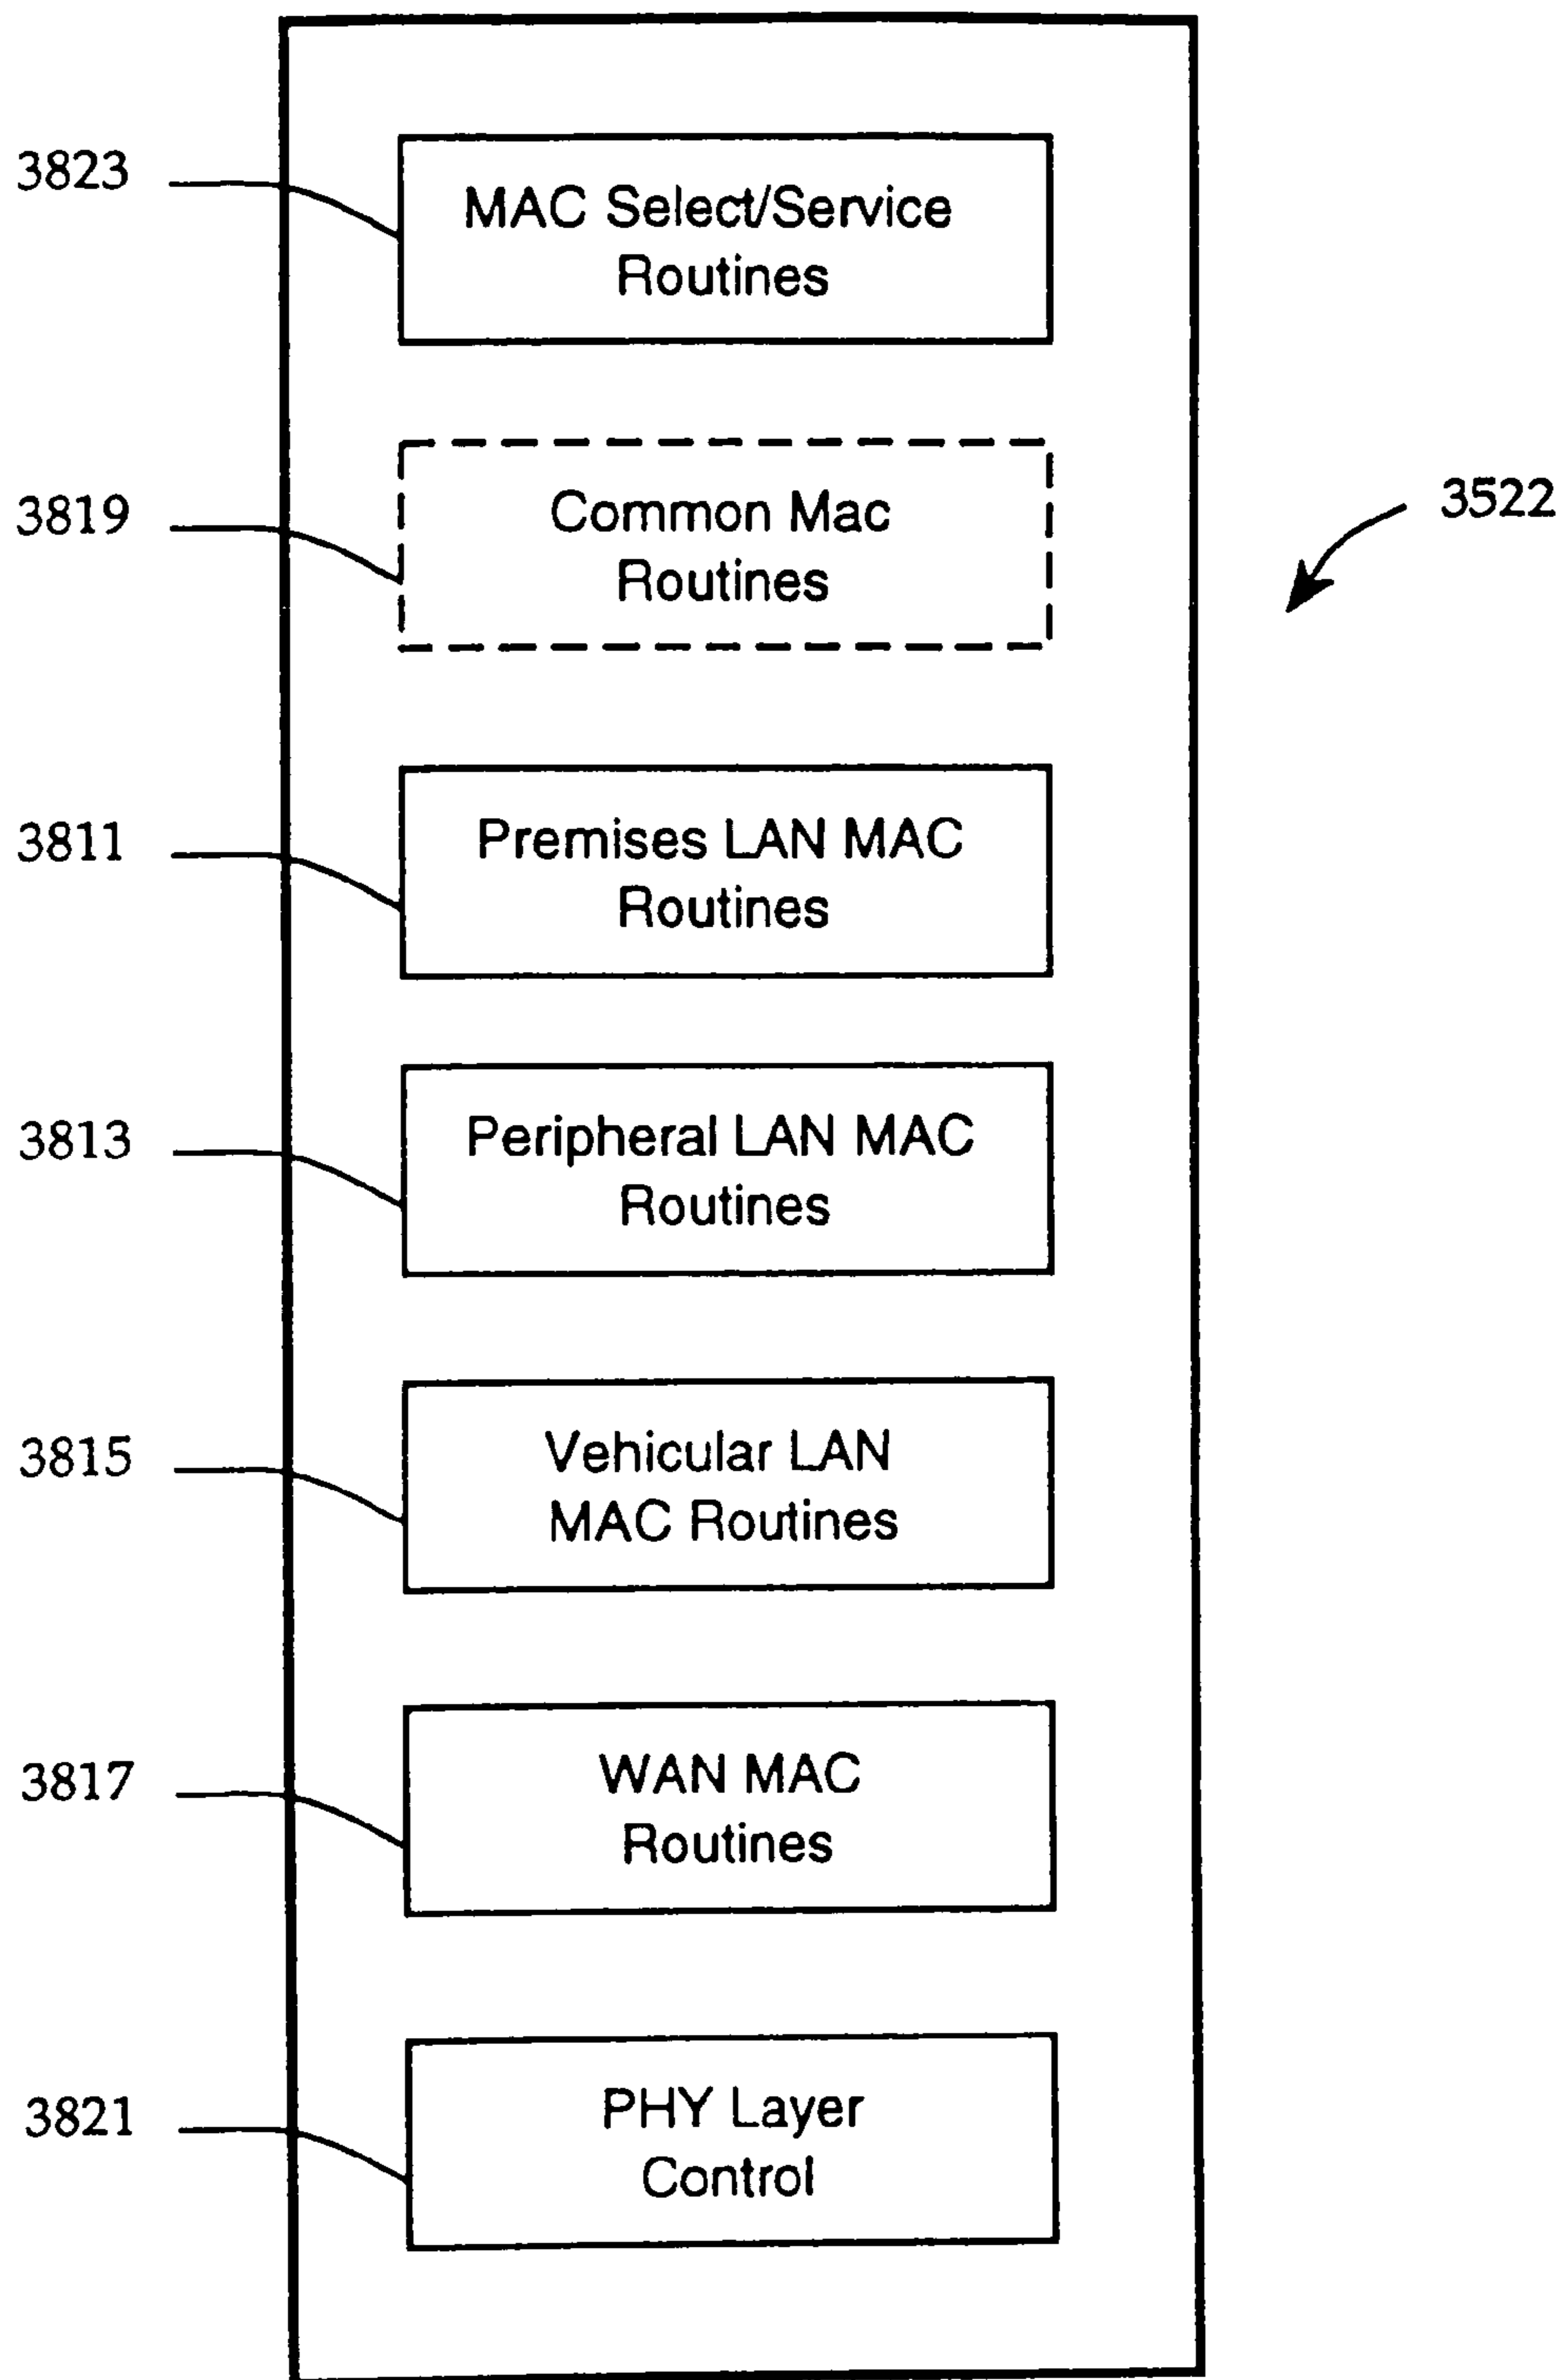 3823
MAC Select/Service
Routines
3819
Common Mac
Routines
3522
3811
Premises LAN MAC
Routines
3813
Peripheral LAN MAC
Routines
3815
Vehicular LAN
MAC Routines
3817
WAN MAC
Routines
3821
PHY Layer
Control